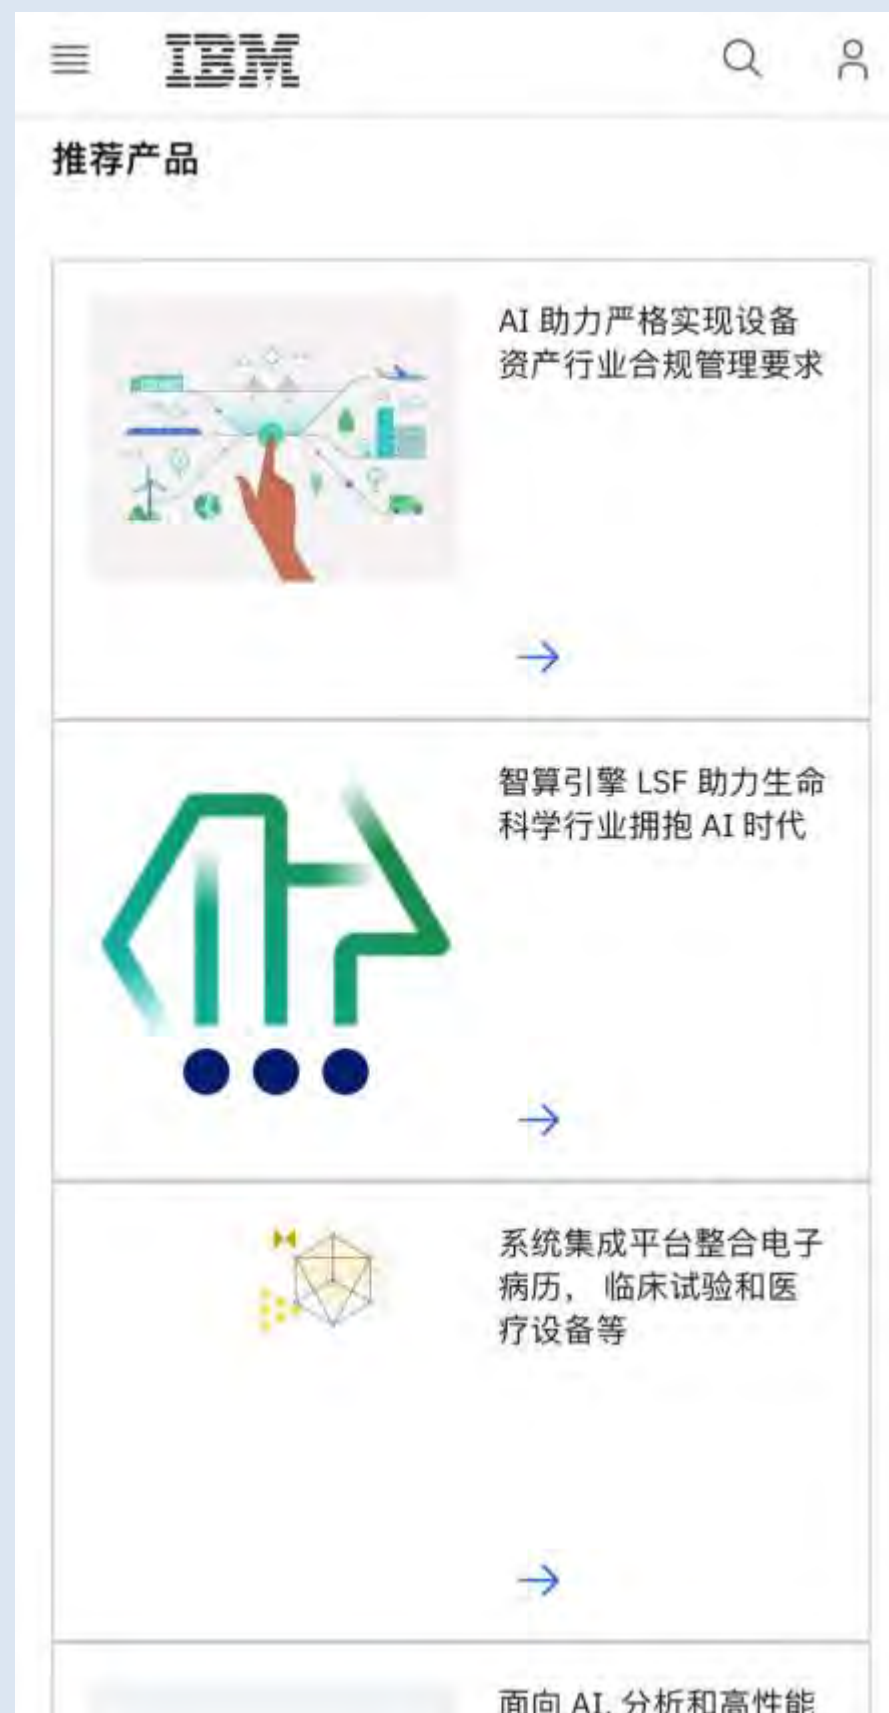 IBM
推荐产品
AI 助力严格实现设备
资产行业合规管理要求
智算引擎 LSF 助力生命
科学行业拥抱 AI 时代
系统集成平台整合电子
病历, 临床试验和医
疗设备等
面向 AI, 分析和高性能